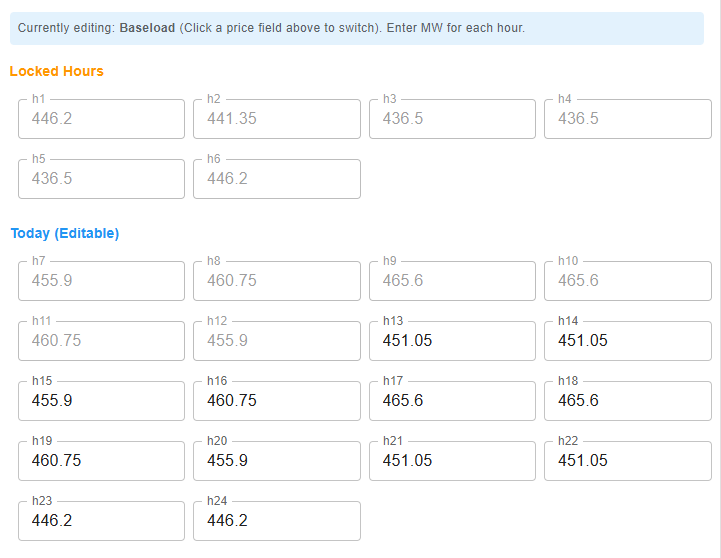 Currently editing: Baseload (Click a price field above to switch). Enter MW for each hour.
Locked Hours
h1 h2 h3 h4
446.2 441.35 436.5 436.5
h5 h6
436.5 446.2
Today (Editable)
h7 h8 h9 h10
455.9 460.75 465.6 465.6
h11 h12 h13 h14
460.75 455.9 451.05 451.05
h15 h16 h17 h18
455.9 460.75 465.6 465.6
h19 h20 h21 h22
460.75 455.9 451.05 451.05
h23 h24
446.2 446.2